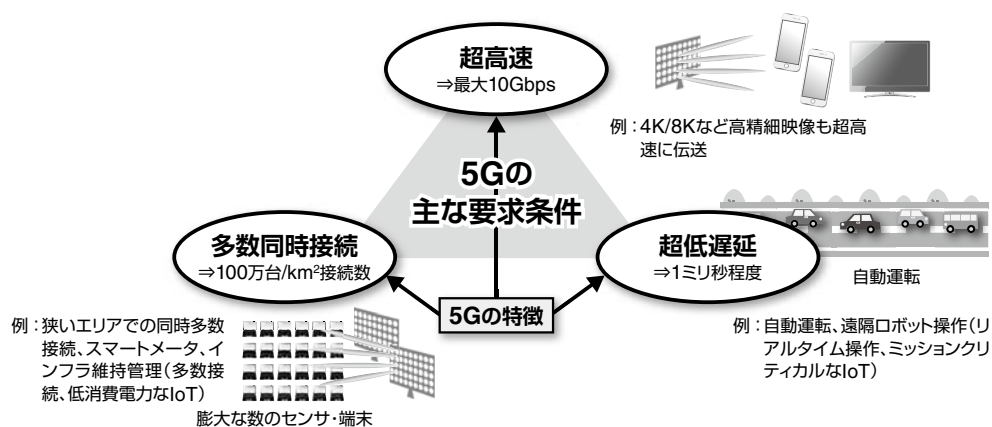 超高速
⇒最大10Gbps
例：4K/8Kなど高精細映像も超高
速に伝送
5Gの
主な要求条件
多数同時接続
⇒100万台/km²接続数
超低遅延
⇒1ミリ秒程度
自動運転
5Gの特徴
例：狭いエリアでの同時多数
接続、スマートメータ、イ
ンフラ維持管理（多数接
続、低消費電力なIoT）
膨大な数のセンサ・端末
例：自動運転、遠隔ロボット操作（リ
アルタイム操作、ミッションクリ
ティカルなIoT）